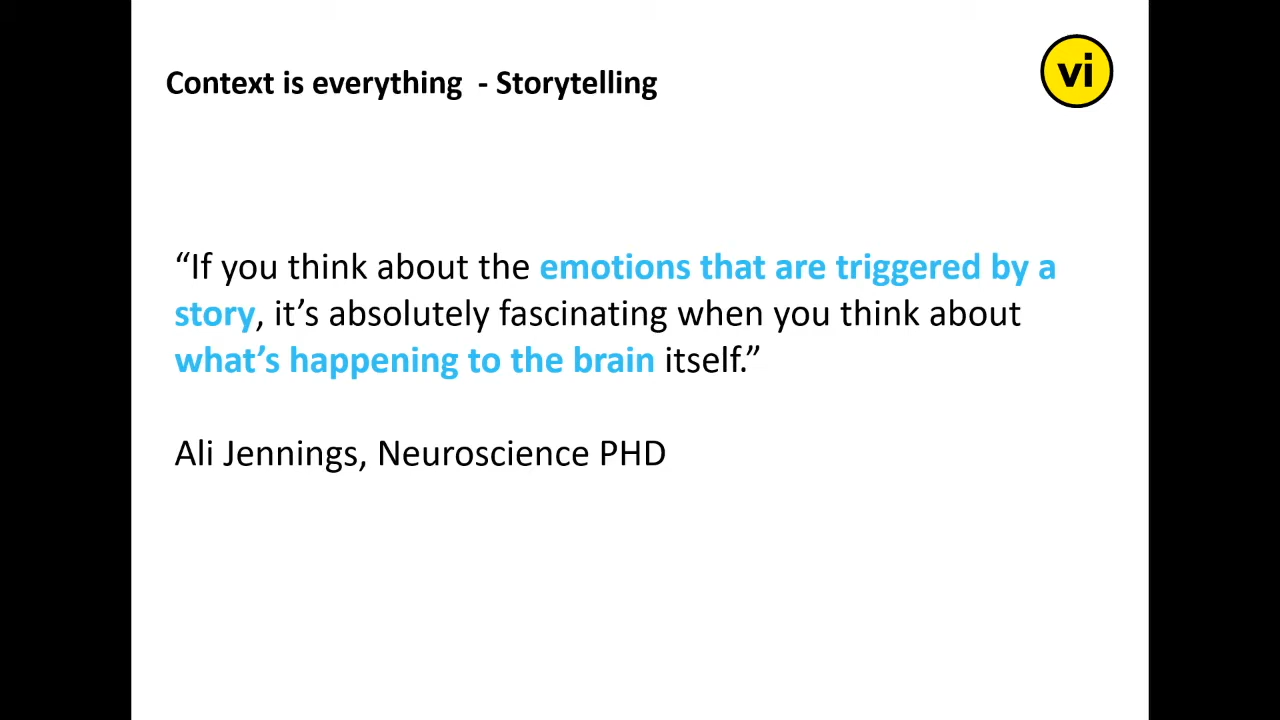 Context is everything  - Storytelling
vi
“If you think about the emotions that are triggered by a
story, it’s absolutely fascinating when you think about
what’s happening to the brain itself.”
Ali Jennings, Neuroscience PHD